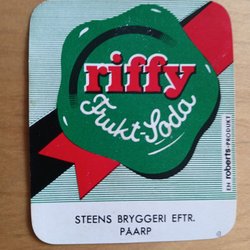 riffy
Frukt-Soda
EN roberts-PRODUKT
STEENS BRYGGERI EFTR.
PÅARP